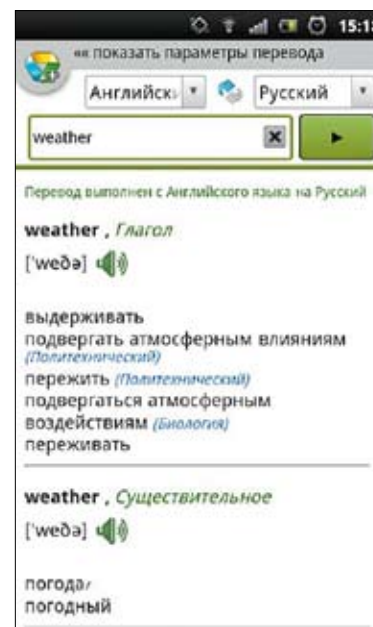 15:1
«« показать параметры перевода
Английск Русский
weather
Перевод выполнен с Английского языка на Русский
weather , Глагол
['weðə]
выдерживать
подвергать атмосферным влияниям
(Политехнический)
пережить (Политехнический)
подвергаться атмосферным
воздействиям (Биология)
переживать
weather , Существительное
['weðə]
погода
погодный